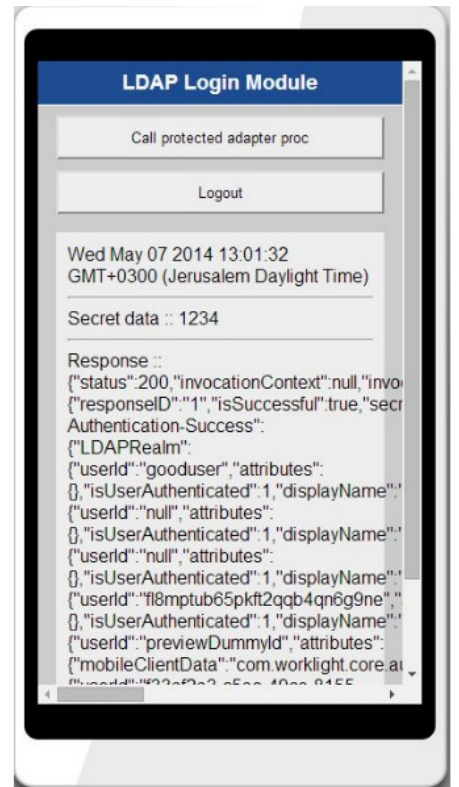 LDAP Login Module
Call protected adapter proc
Logout
Wed May 07 2014 13:01:32
GMT+0300 (Jerusalem Daylight Time)
Secret data :: 1234
Response ::
{"status":200,"invocationContext":null,"invo
{"responseID":"1","isSuccessful":true,"secr
Authentication-Success":
{"LDAPRealm":
{"userId":"gooduser","attributes":
{},"isUserAuthenticated":1,"displayName":"
{"userId":"null","attributes":
{},"isUserAuthenticated":1,"displayName":"
{"userId":"null","attributes":
{},"isUserAuthenticated":1,"displayName":"
{"userId":"fl8mptub65pkft2qqb4qn6g9ne","
{},"isUserAuthenticated":1,"displayName":"
{"userId":"previewDummyId","attributes":
{"mobileClientData":"com.worklight.core.au